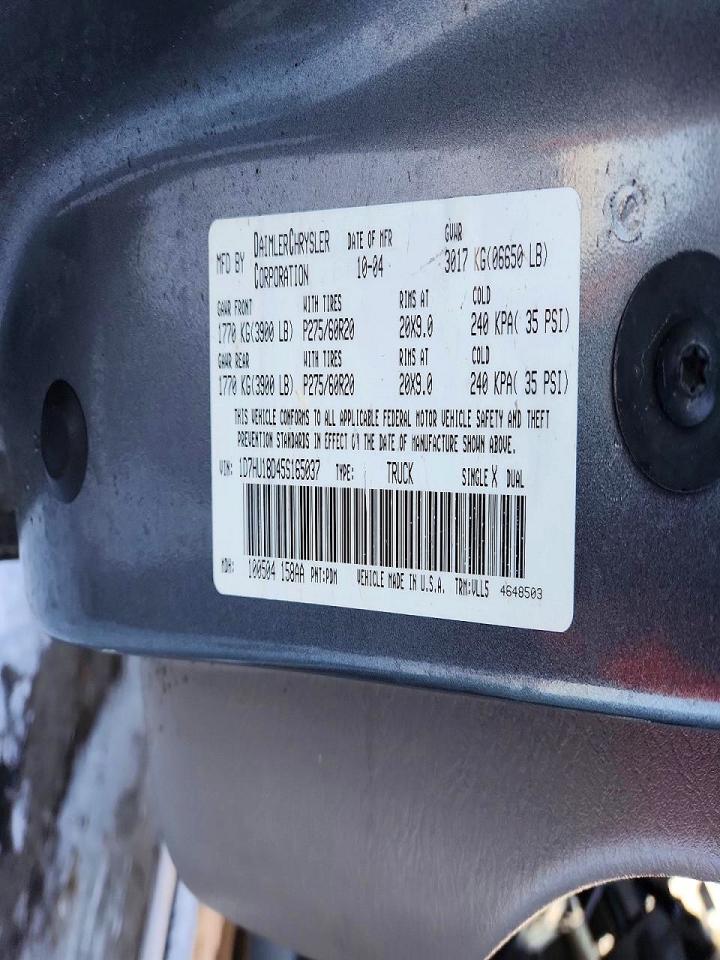 MFD BY DAIMLERCHRYSLER CORPORATION DATE OF MFR 10-04 GVWR 3017 KG(06650 LB)
GAWR FRONT WITH TIRES RIMS AT COLD
1770 KG(3900 LB) P275/60R20 20X9.0 240 KPA( 35 PSI)
GAWR REAR WITH TIRES RIMS AT COLD
1770 KG(3900 LB) P275/60R20 20X9.0 240 KPA( 35 PSI)
THIS VEHICLE CONFORMS TO ALL APPLICABLE FEDERAL MOTOR VEHICLE SAFETY AND THEFT
PREVENTION STANDARDS IN EFFECT ON THE DATE OF MANUFACTURE SHOWN ABOVE.
VIN: 1D7HU18D45S165037 TYPE: TRUCK SINGLE X DUAL
MDH: 100504 158AA PNT:PDM VEHICLE MADE IN U.S.A. TRM:VLL5 4648503